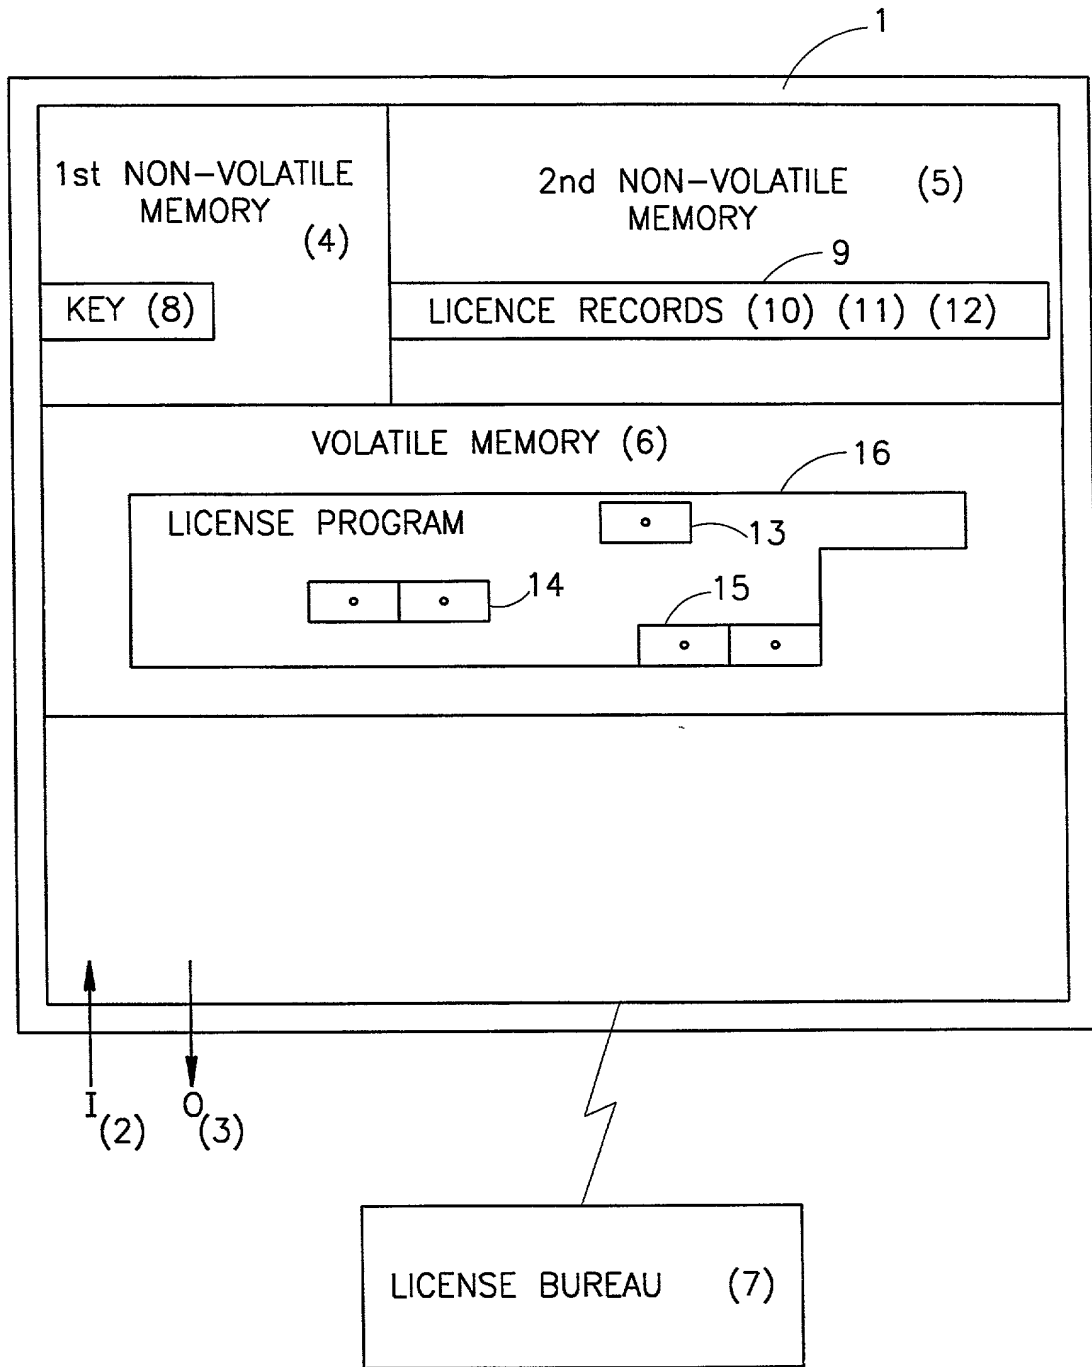 1
1st NON-VOLATILE
MEMORY
(4)
2nd NON-VOLATILE (5)
MEMORY
9
KEY (8)
LICENCE RECORDS (10) (11) (12)
VOLATILE MEMORY (6)
16
LICENSE PROGRAM
13
14
15
I
(2)
O
(3)
LICENSE BUREAU (7)